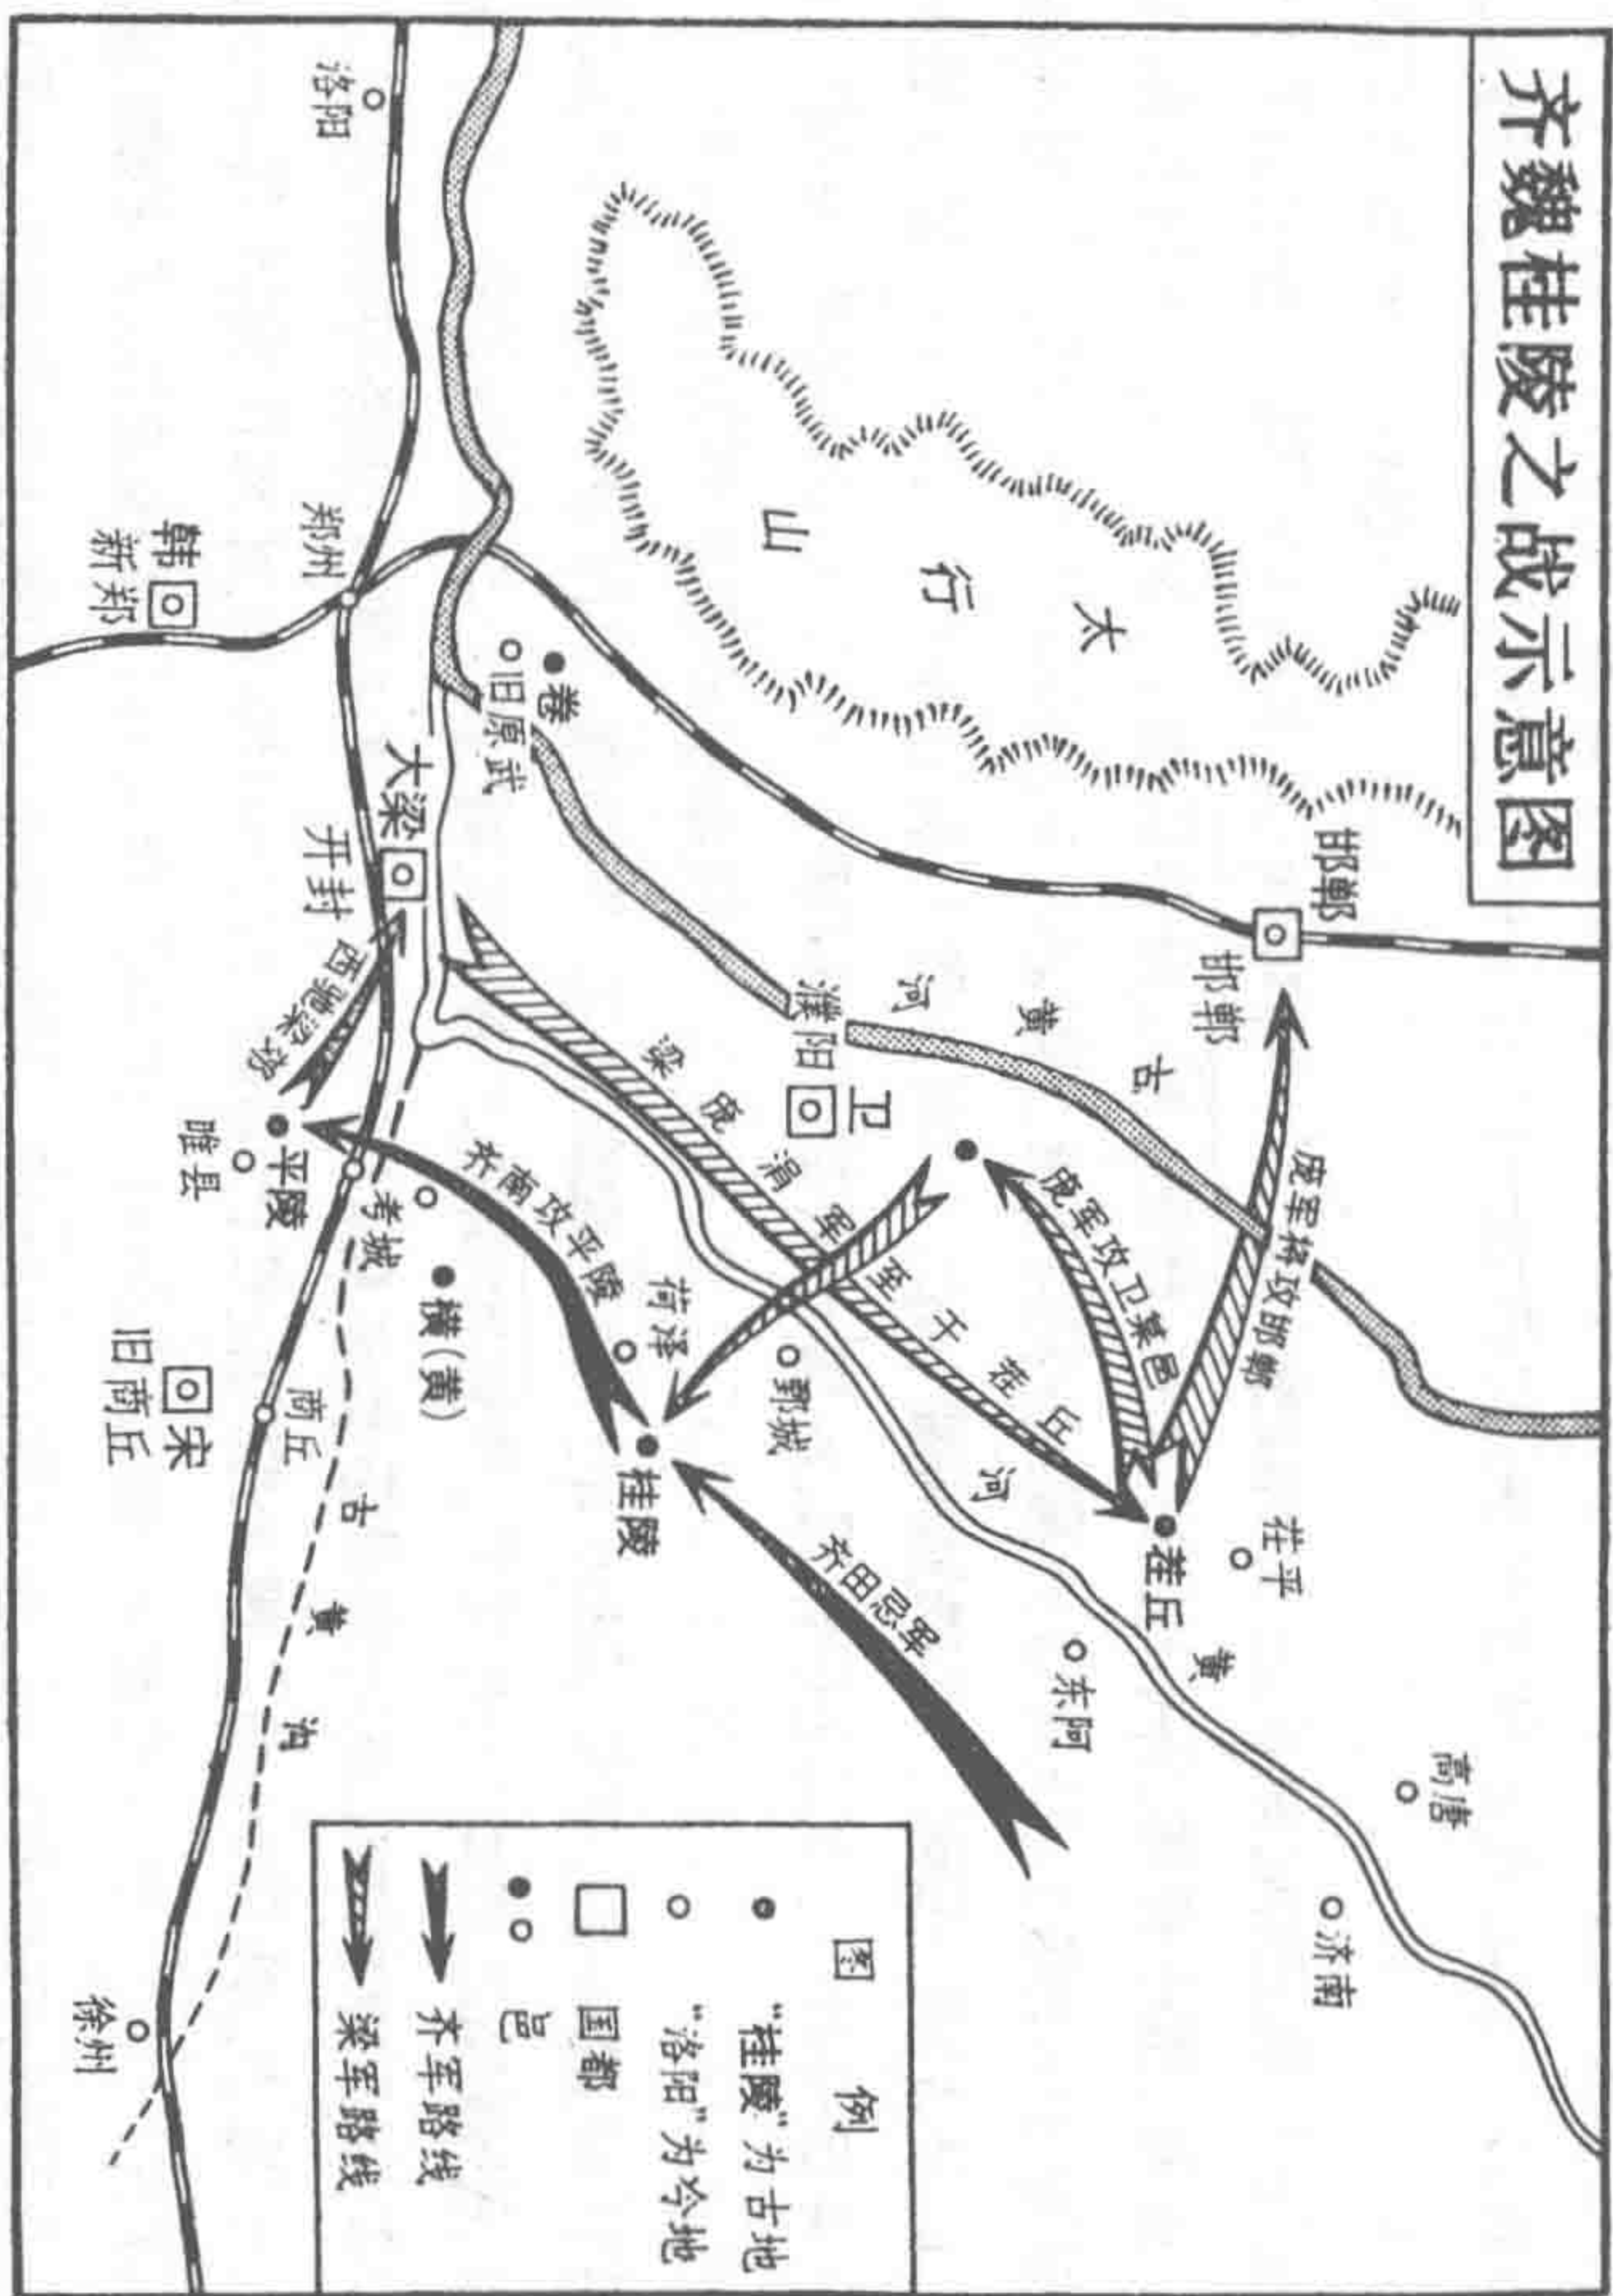 齐魏桂陵之战示意图
邯郸
邯郸
高唐
济南
茌平
庞军将攻邯郸
太行山
古黄河
茬丘
黄河
东阿
庞军攻卫某邑
梁庞涓军至于茬丘
卫
濮阳
鄄城
齐田忌军
荷泽
桂陵
卷
旧原武
齐南攻平陵
大梁
开封
横(黄)
考城
西驰梁郊
平陵
睢县
洛阳
郑州
韩
新郑
商丘
宋
旧商丘
古黄沟
徐州
图例
“桂陵”为古地
“洛阳”为今地
国都
邑
齐军路线
梁军路线